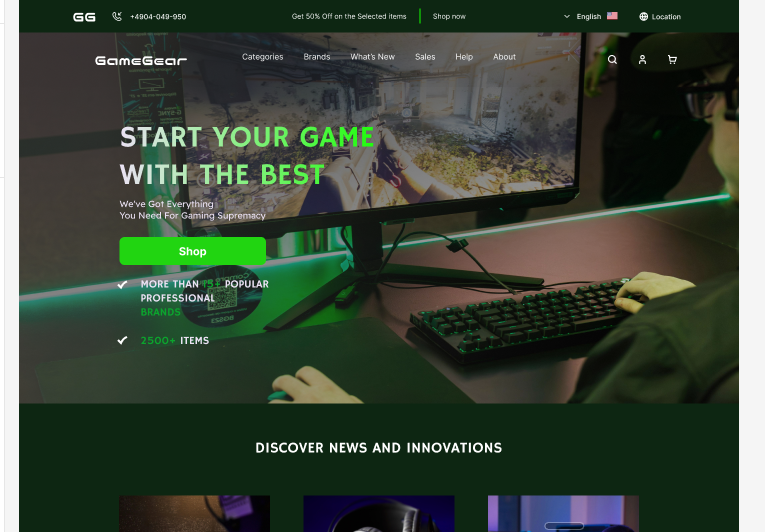 GG
+4904-049-950
Get 50% Off on the Selected items
Shop now
English
Location
GameGear
Categories
Brands
What's New
Sales
Help
About
START YOUR GAME
WITH THE BEST
We've Got Everything
You Need For Gaming Supremacy
Shop
MORE THAN 15+ POPULAR
PROFESSIONAL
BRANDS
2500+ ITEMS
DISCOVER NEWS AND INNOVATIONS